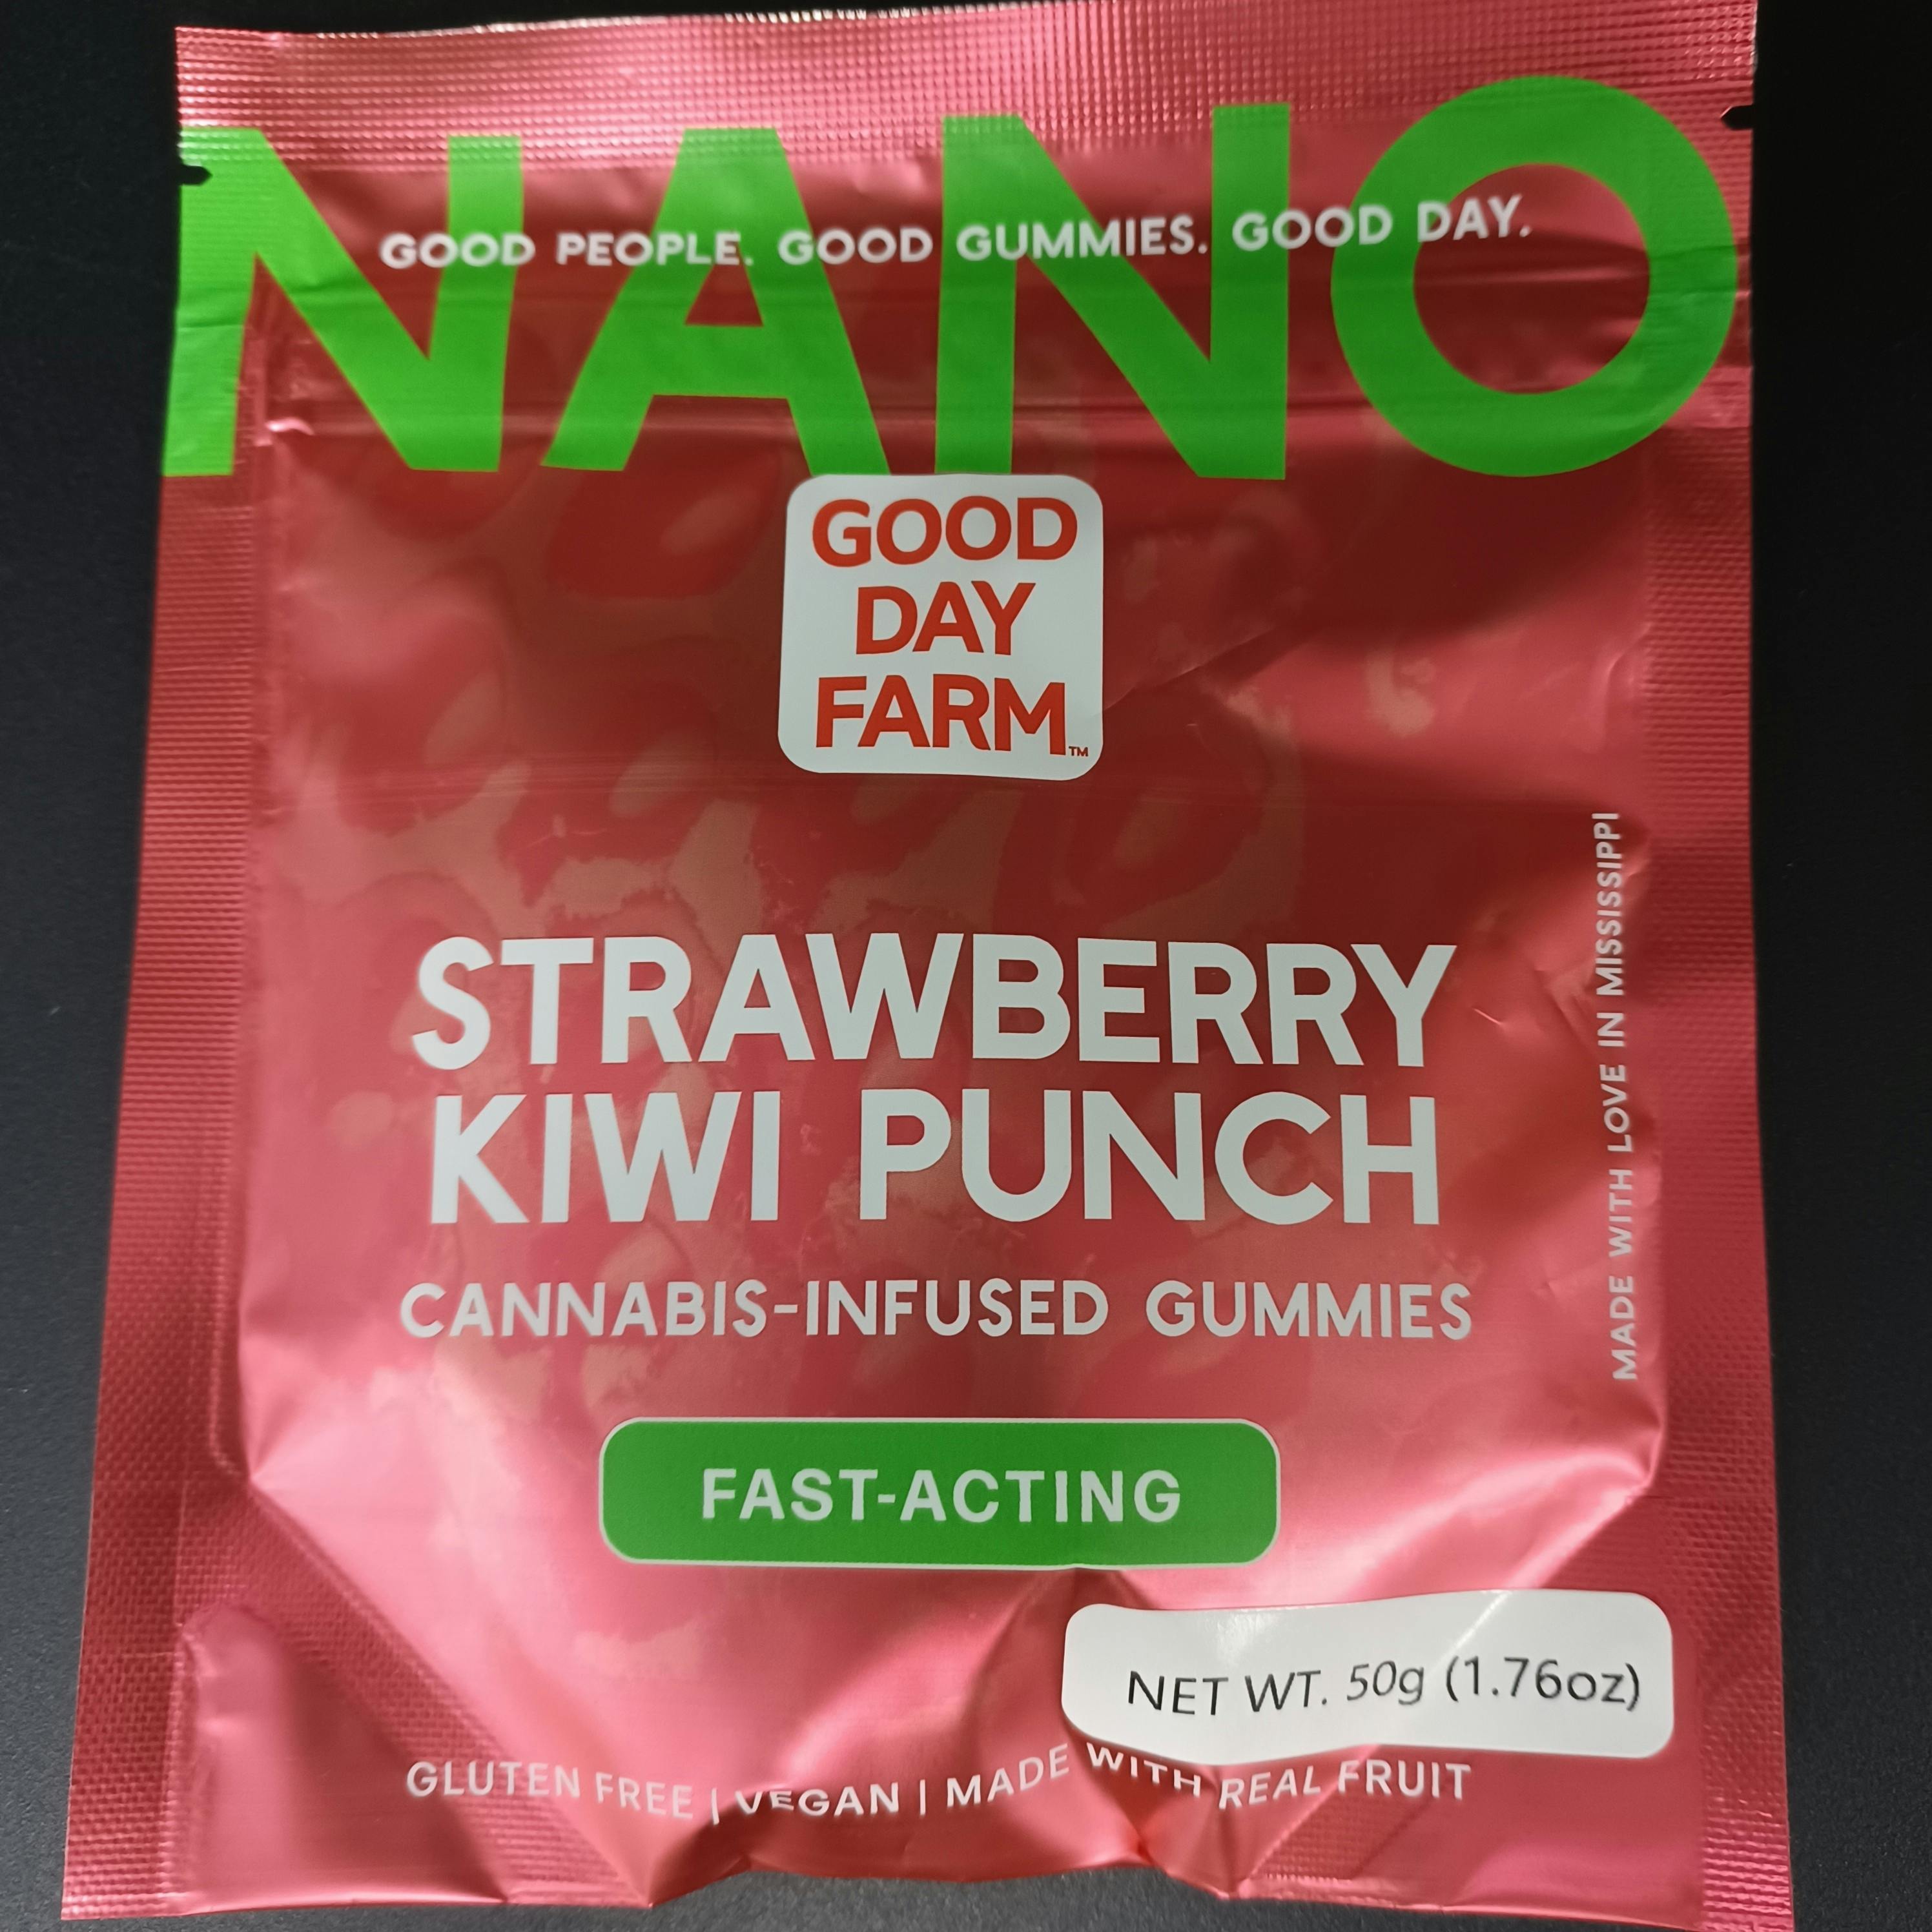 NANO
GOOD PEOPLE. GOOD GUMMIES. GOOD DAY.
GOOD
DAY
FARM™
STRAWBERRY
KIWI PUNCH
CANNABIS-INFUSED GUMMIES
FAST-ACTING
MADE WITH LOVE IN MISSISSIPPI
NET WT. 50g (1.76oz)
GLUTEN FREE | VEGAN | MADE WITH REAL FRUIT